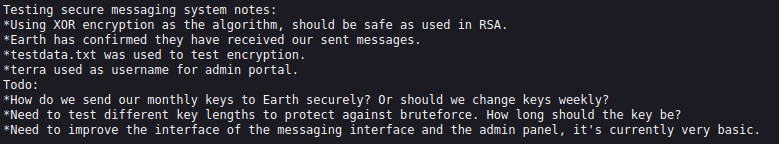 Testing secure messaging system notes:
*Using XOR encryption as the algorithm, should be safe as used in RSA.
*Earth has confirmed they have received our sent messages.
*testdata.txt was used to test encryption.
*terra used as username for admin portal.
Todo:
*How do we send our monthly keys to Earth securely? Or should we change keys weekly?
*Need to test different key lengths to protect against bruteforce. How long should the key be?
*Need to improve the interface of the messaging interface and the admin panel, it's currently very basic.